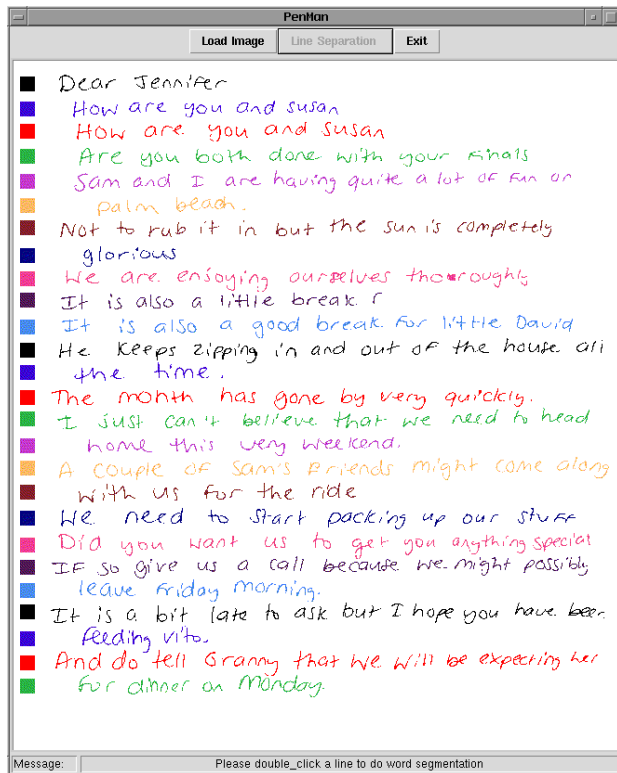 PenMan
Load Image Line Separation Exit
Dear Jennifer
How are you and susan
How are you and susan
Are you both done with your finals
Sam and I are having quite a lot of fun on
palm beach.
Not to rub it in but the sun is completely
glorious
We are enjoying ourselves thoroughly
It is also a little break. r
It is also a good break for little David
He keeps zipping in and out of the house all
the time.
The month has gone by very quickly.
I just can't believe that we need to head
home this very weekend.
A couple of Sam's friends might come along
with us for the ride
We need to start packing up our stuff
Did you want us to get you anything special
If so give us a call because we might possibly
leave Friday morning.
It is a bit late to ask but I hope you have been
feeding vito.
And do tell Granny that we will be expecting her
for dinner on Monday.
Message: Please double_click a line to do word segmentation